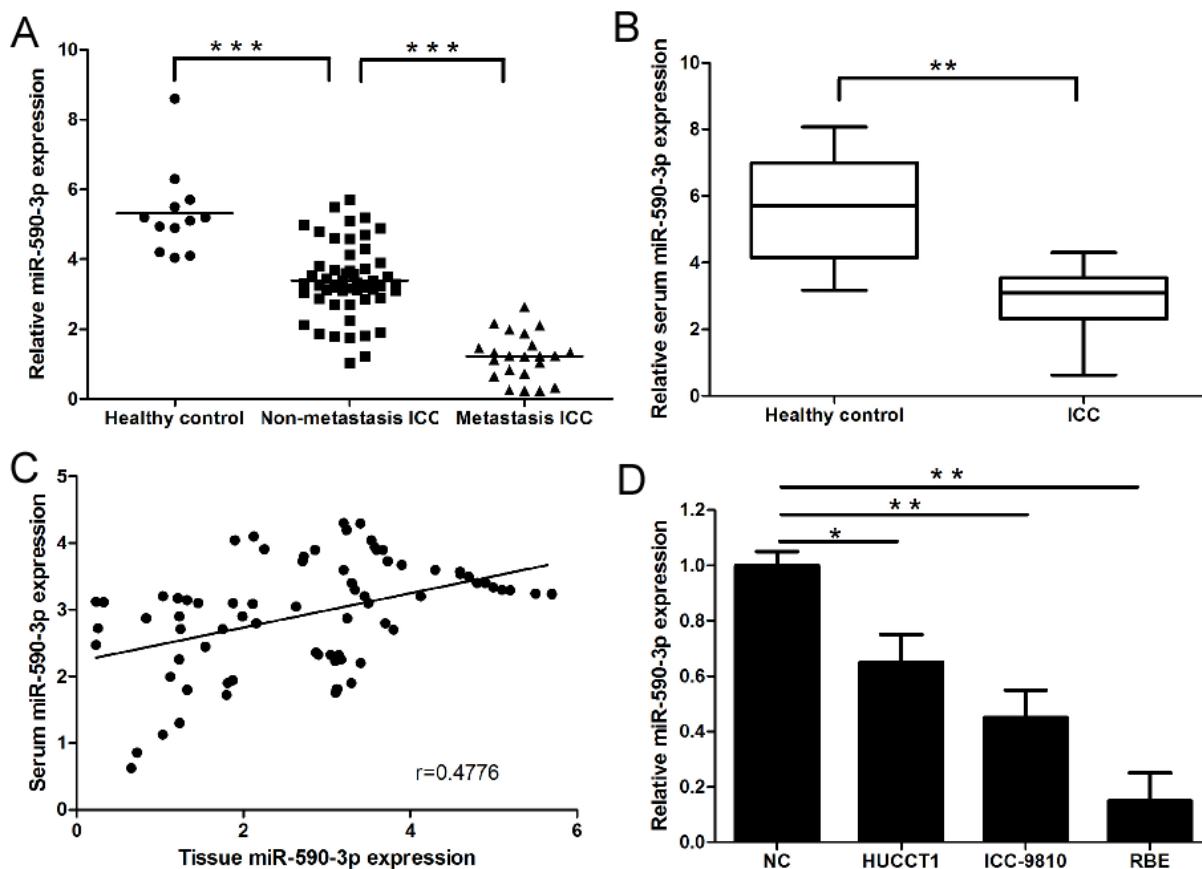 A
Relative miR-590-3p expression
10
8
6
4
2
0
* * *
* * *
Healthy control
Non-metastasis ICC
Metastasis ICC
B
Relative serum miR-590-3p expression
10
8
6
4
2
0
**
Healthy control
ICC
C
Serum miR-590-3p expression
5
4
3
2
1
0
r=0.4776
0
2
4
6
Tissue miR-590-3p expression
D
Relative miR-590-3p expression
1.2
1.0
0.8
0.6
0.4
0.2
0.0
* *
* *
*
NC
HUCCT1
ICC-9810
RBE